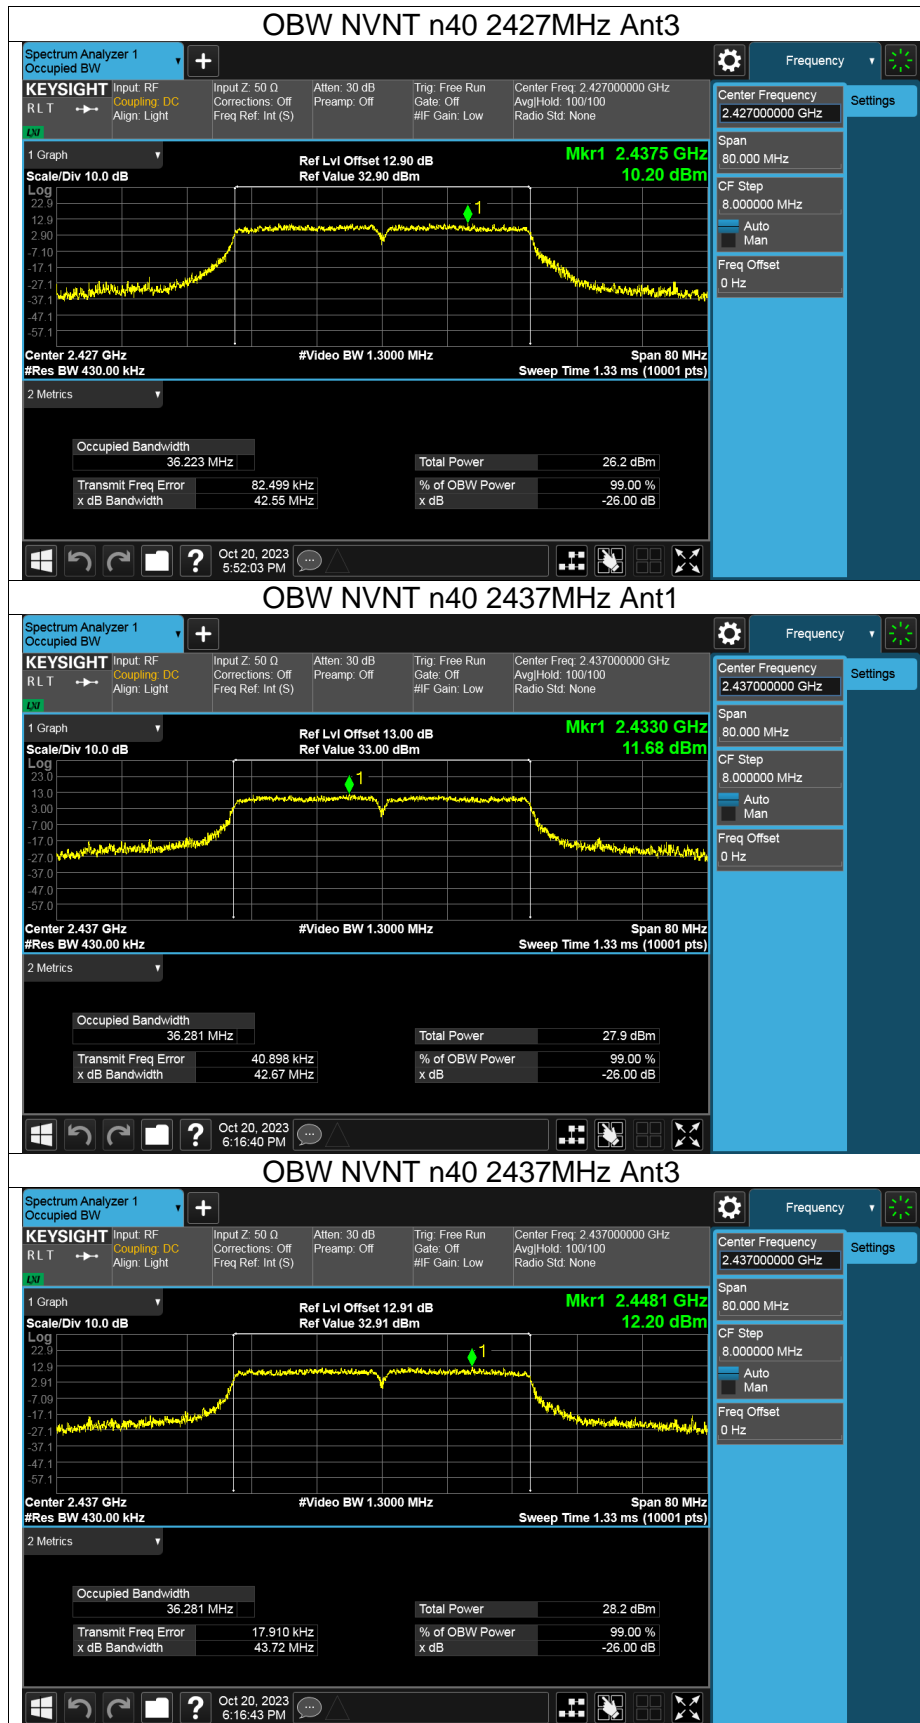 OBW NVNT n40 2427MHz Ant3
Spectrum Analyzer 1
Occupied BW
+
Frequency
KEYSIGHT
R L T
LXI
Input: RF
Coupling: DC
Align: Light
Input Z: 50 Ω
Corrections: Off
Freq Ref: Int (S)
Atten: 30 dB
Preamp: Off
Trig: Free Run
Gate: Off
#IF Gain: Low
Center Freq: 2.427000000 GHz
Avg|Hold: 100/100
Radio Std: None
Center Frequency
2.427000000 GHz
Settings
Span
80.000 MHz
CF Step
8.000000 MHz
Auto
Man
Freq Offset
0 Hz
1 Graph
Scale/Div 10.0 dB
Ref Lvl Offset 12.90 dB
Ref Value 32.90 dBm
Mkr1 2.4375 GHz
10.20 dBm
Log
22.9
12.9
2.90
-7.10
-17.1
-27.1
-37.1
-47.1
-57.1
1
Center 2.427 GHz
#Res BW 430.00 kHz
#Video BW 1.3000 MHz
Span 80 MHz
Sweep Time 1.33 ms (10001 pts)
2 Metrics
Occupied Bandwidth
36.223 MHz
Total Power 26.2 dBm
Transmit Freq Error 82.499 kHz
% of OBW Power 99.00 %
x dB Bandwidth 42.55 MHz
x dB -26.00 dB
?
Oct 20, 2023
5:52:03 PM
OBW NVNT n40 2437MHz Ant1
Spectrum Analyzer 1
Occupied BW
+
Frequency
KEYSIGHT
R L T
LXI
Input: RF
Coupling: DC
Align: Light
Input Z: 50 Ω
Corrections: Off
Freq Ref: Int (S)
Atten: 30 dB
Preamp: Off
Trig: Free Run
Gate: Off
#IF Gain: Low
Center Freq: 2.437000000 GHz
Avg|Hold: 100/100
Radio Std: None
Center Frequency
2.437000000 GHz
Settings
Span
80.000 MHz
CF Step
8.000000 MHz
Auto
Man
Freq Offset
0 Hz
1 Graph
Scale/Div 10.0 dB
Ref Lvl Offset 13.00 dB
Ref Value 33.00 dBm
Mkr1 2.4330 GHz
11.68 dBm
Log
23.0
13.0
3.00
-7.00
-17.0
-27.0
-37.0
-47.0
-57.0
1
Center 2.437 GHz
#Res BW 430.00 kHz
#Video BW 1.3000 MHz
Span 80 MHz
Sweep Time 1.33 ms (10001 pts)
2 Metrics
Occupied Bandwidth
36.281 MHz
Total Power 27.9 dBm
Transmit Freq Error 40.898 kHz
% of OBW Power 99.00 %
x dB Bandwidth 42.67 MHz
x dB -26.00 dB
?
Oct 20, 2023
6:16:40 PM
OBW NVNT n40 2437MHz Ant3
Spectrum Analyzer 1
Occupied BW
+
Frequency
KEYSIGHT
R L T
LXI
Input: RF
Coupling: DC
Align: Light
Input Z: 50 Ω
Corrections: Off
Freq Ref: Int (S)
Atten: 30 dB
Preamp: Off
Trig: Free Run
Gate: Off
#IF Gain: Low
Center Freq: 2.437000000 GHz
Avg|Hold: 100/100
Radio Std: None
Center Frequency
2.437000000 GHz
Settings
Span
80.000 MHz
CF Step
8.000000 MHz
Auto
Man
Freq Offset
0 Hz
1 Graph
Scale/Div 10.0 dB
Ref Lvl Offset 12.91 dB
Ref Value 32.91 dBm
Mkr1 2.4481 GHz
12.20 dBm
Log
22.9
12.9
2.91
-7.09
-17.1
-27.1
-37.1
-47.1
-57.1
1
Center 2.437 GHz
#Res BW 430.00 kHz
#Video BW 1.3000 MHz
Span 80 MHz
Sweep Time 1.33 ms (10001 pts)
2 Metrics
Occupied Bandwidth
36.281 MHz
Total Power 28.2 dBm
Transmit Freq Error 17.910 kHz
% of OBW Power 99.00 %
x dB Bandwidth 43.72 MHz
x dB -26.00 dB
?
Oct 20, 2023
6:16:43 PM